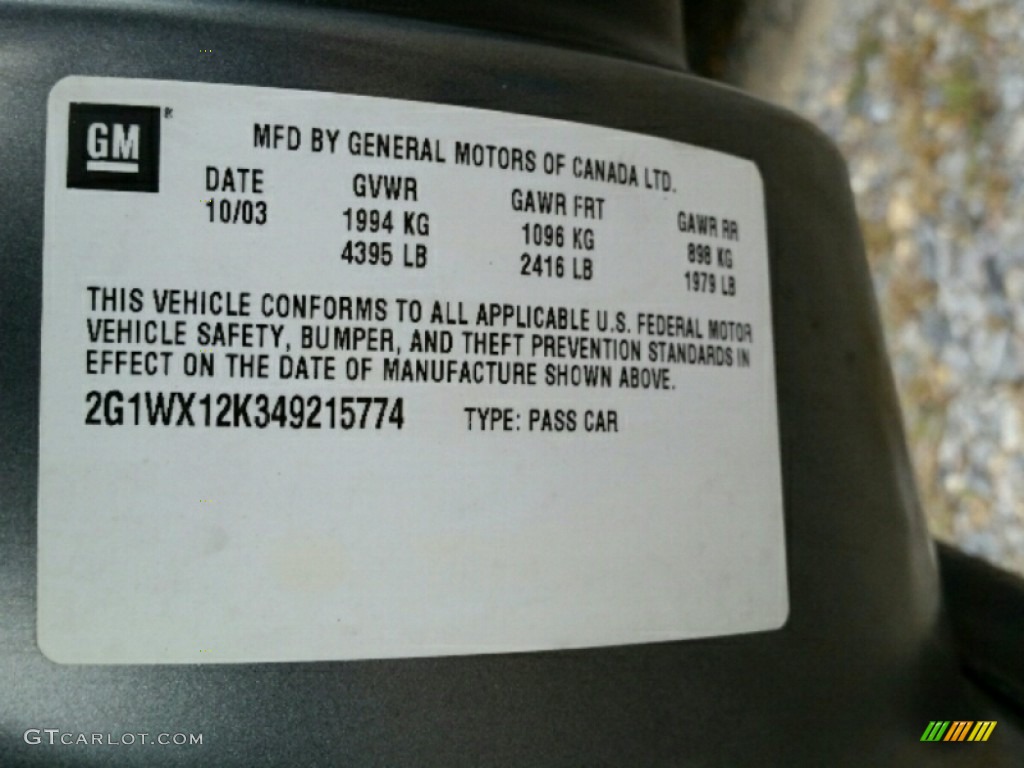 GM®
MFD BY GENERAL MOTORS OF CANADA LTD.
DATE GVWR GAWR FRT GAWR RR
10/03 1994 KG 1096 KG 898 KG
4395 LB 2416 LB 1979 LB
THIS VEHICLE CONFORMS TO ALL APPLICABLE U.S. FEDERAL MOTOR
VEHICLE SAFETY, BUMPER, AND THEFT PREVENTION STANDARDS IN
EFFECT ON THE DATE OF MANUFACTURE SHOWN ABOVE.
2G1WX12K349215774 TYPE: PASS CAR
GTCARLOT.COM